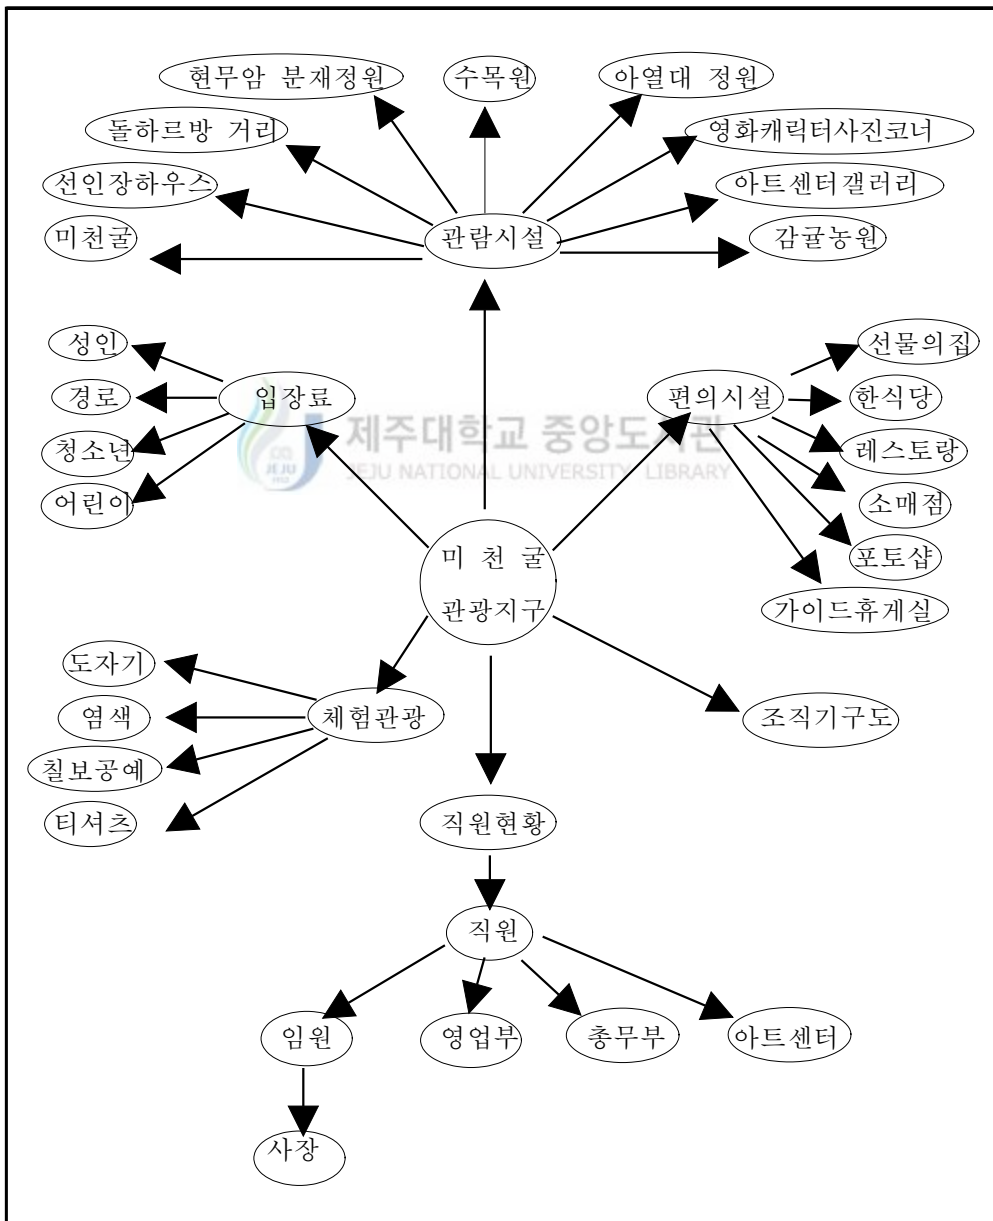 현무암 분재정원
수목원
아열대 정원
돌하르방 거리
영화캐릭터사진코너
선인장하우스
아트센터갤러리
미천굴
관람시설
감귤농원
성인
선물의집
경로
입장료
편의시설
한식당
제주대학교 중앙도서관
청소년
레스토랑
JEJU
1952
JEJU NATIONAL UNIVERSITY LIBRARY
어린이
소매점
미 천 굴
관광지구
포토샵
가이드휴게실
도자기
염색
체험관광
조직기구도
칠보공예
티셔츠
직원현황
직원
임원
영업부
총무부
아트센터
사장